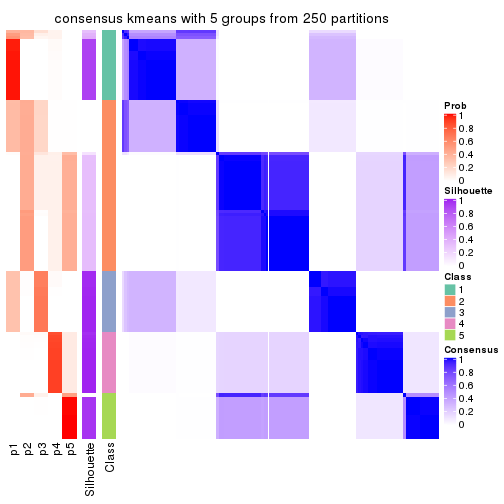 consensus kmeans with 5 groups from 250 partitions
Prob
1
0.8
0.6
0.4
0.2
0
Silhouette
1
0.8
0.6
0.4
0.2
0
Class
1
2
3
4
5
Consensus
1
0.8
0.6
0.4
0.2
0
p1
p2
p3
p4
p5
Silhouette
Class